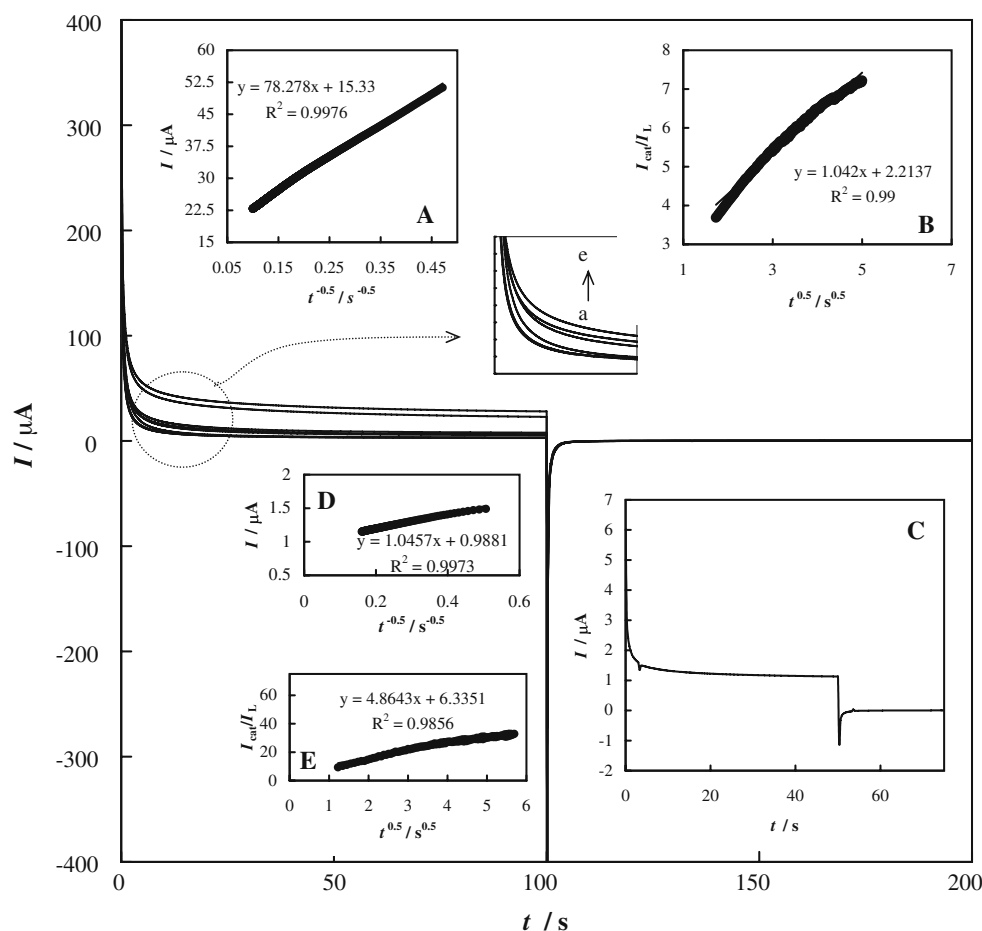 400
300
200
100
0
-100
-200
-300
-400
I / μA
0
50
100
150
200
t / s
60
52.5
45
37.5
30
22.5
15
I / μA
y = 78.278x + 15.33
R² = 0.9976
A
0.05
0.15
0.25
0.35
0.45
t^-0.5 / s^-0.5
8
7
6
5
4
3
I_cat/I_L
y = 1.042x + 2.2137
R² = 0.99
B
1
3
5
7
t^0.5 / s^0.5
e
a
2
1.5
1
0.5
I / μA
D
y = 1.0457x + 0.9881
R² = 0.9973
0
0.2
0.4
0.6
t^-0.5 / s^-0.5
60
40
20
0
I_cat/I_L
y = 4.8643x + 6.3351
R² = 0.9856
E
0
1
2
3
4
5
6
t^0.5 / s^0.5
7
6
5
4
3
2
1
0
-1
-2
I / μA
C
0
20
40
60
t / s